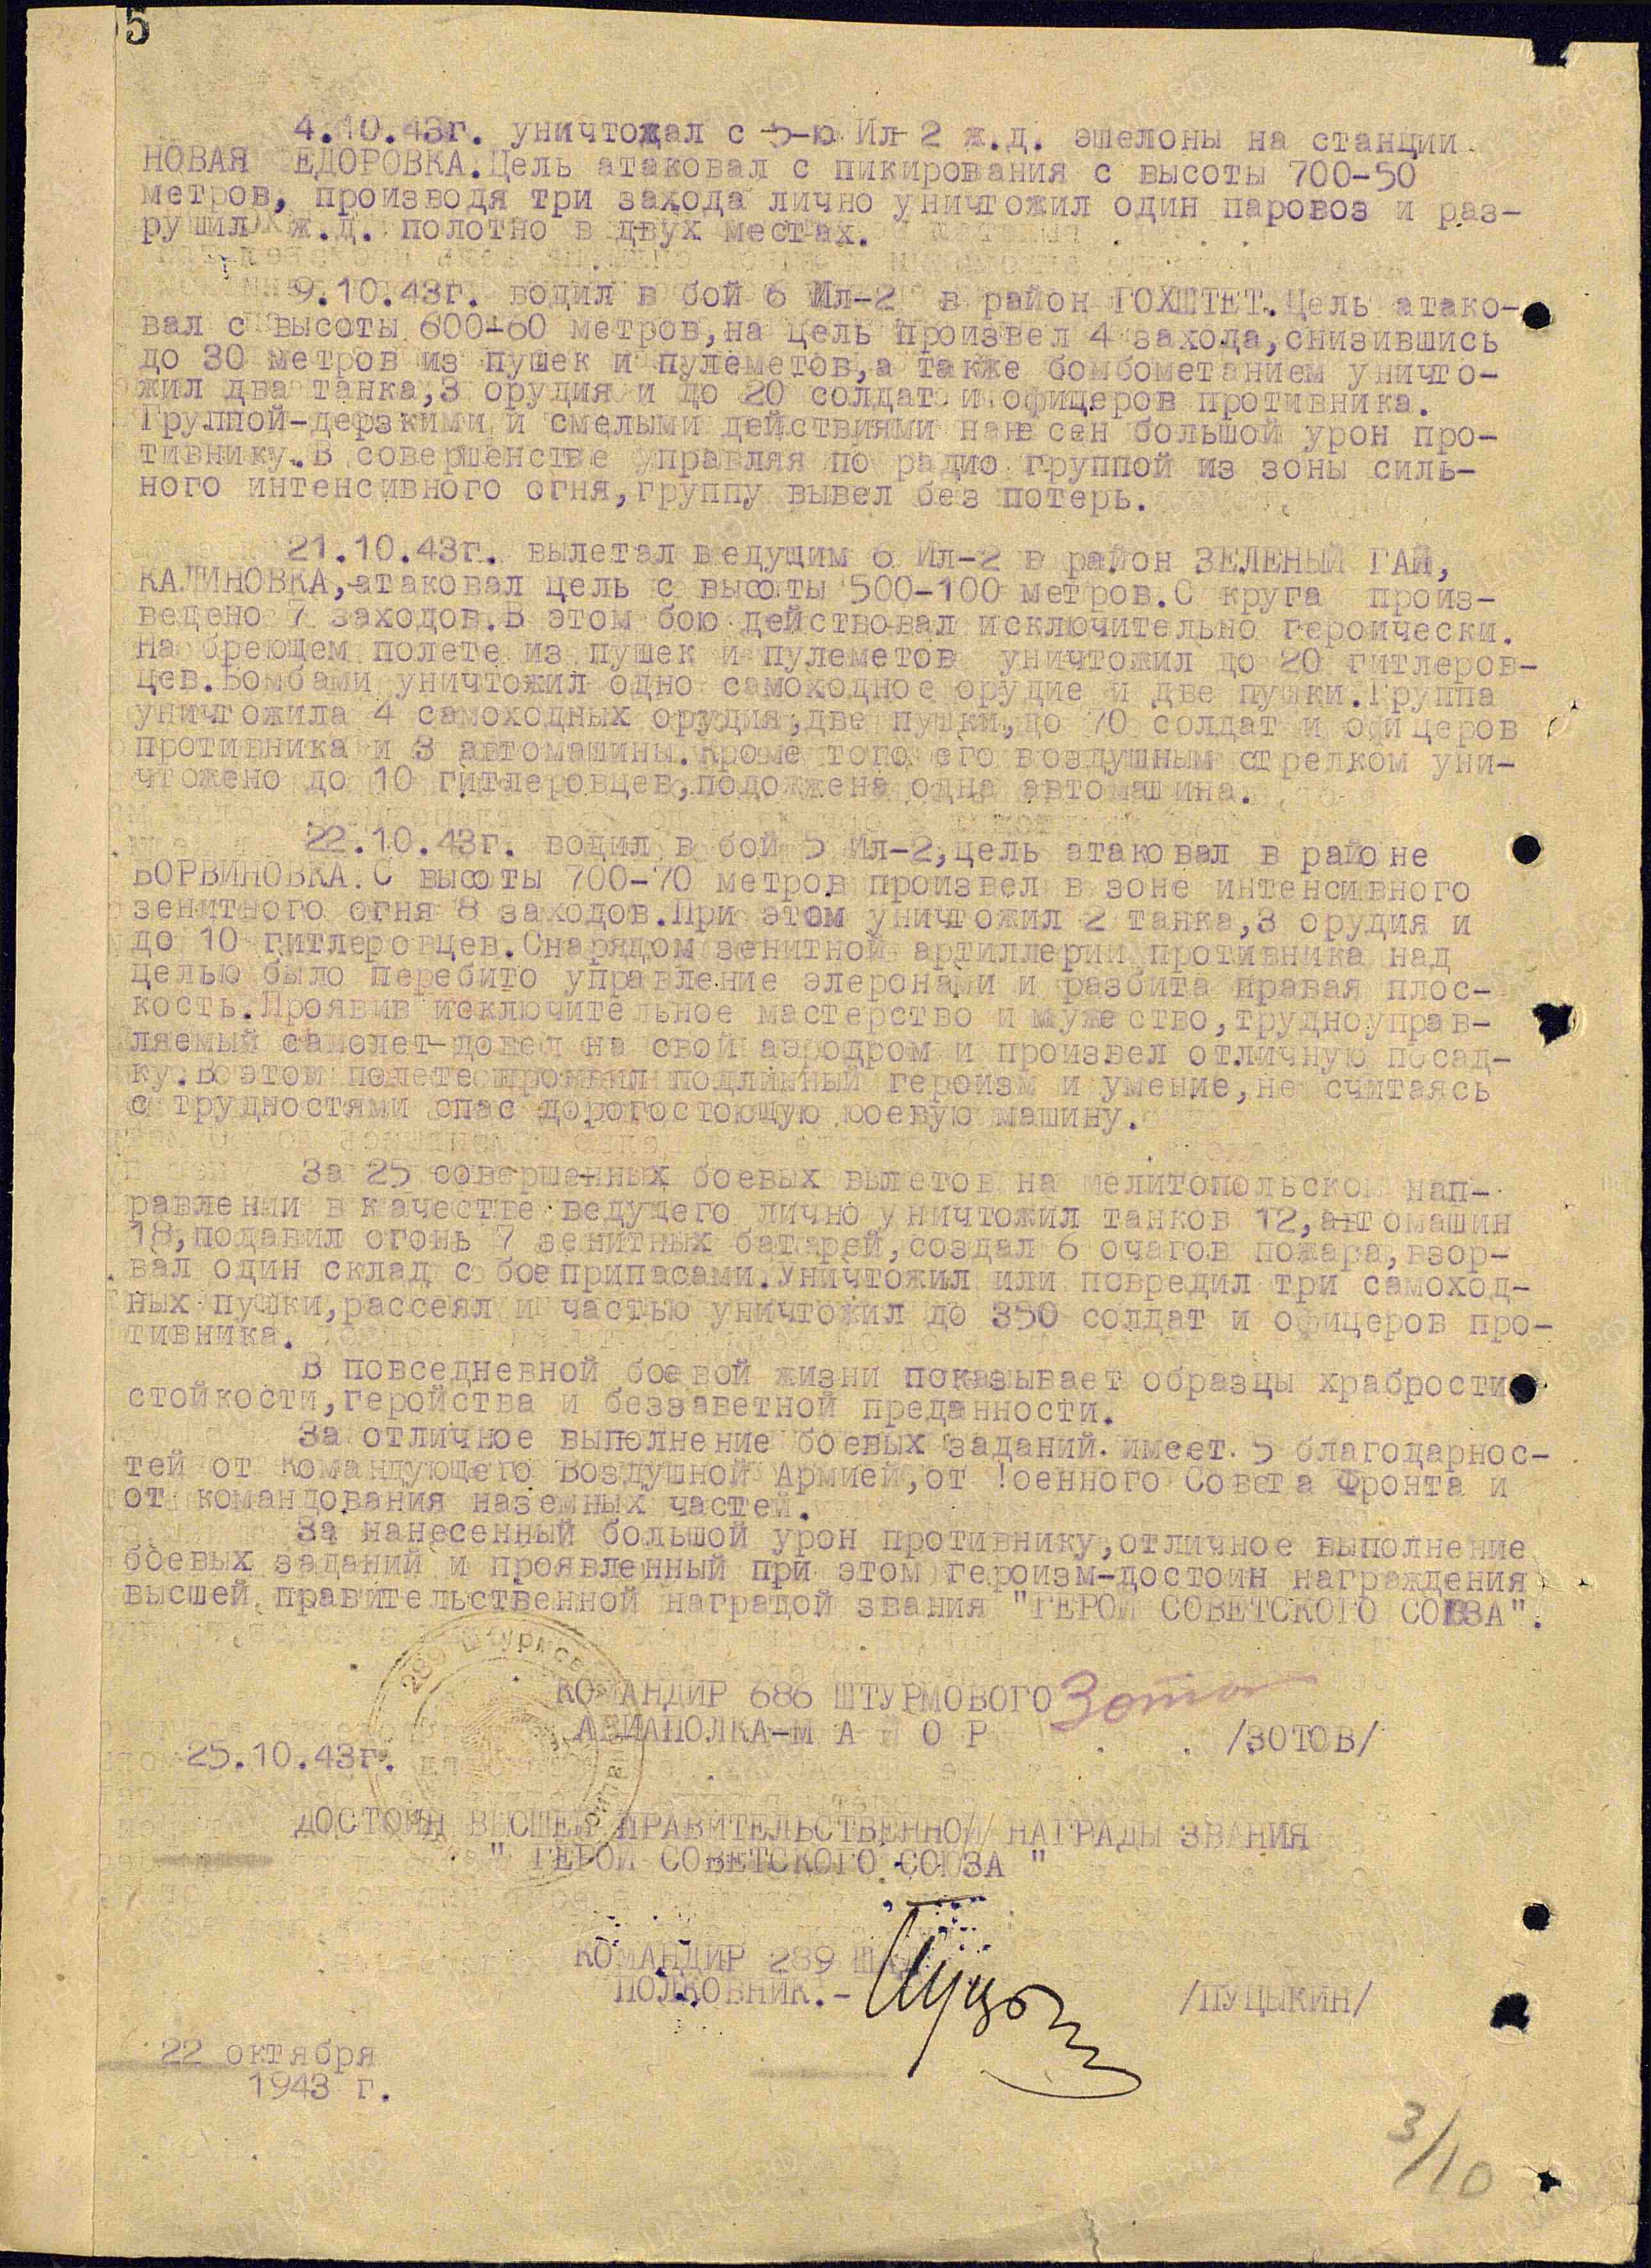 5
4.10.43г. уничтожал с 5-ю Ил-2 ж.д. эшелоны на станции
НОВАЯ ЕДОРОВКА.Цель атаковал с пикирования с высоты 700-50
метров, производя три захода лично уничтожил один паровоз и раз-
рушил ж.д. полотно в двух местах.
9.10.43г. водил в бой 6 Ил-2 в район ГОХШТЕТ.Цель атако-
вал с высоты 600-60 метров,на цель произвел 4 захода,снизившись
до 30 метров из пушек и пулеметов,а также бомбометанием уничто-
жил два танка,3 орудия и до 20 солдат и офицеров противника.
Группой-дерзкими и смелыми действиями нанесен большой урон про-
тивнику.В совершенстве управляя по радио группой из зоны силь-
ного интенсивного огня,группу вывел без потерь.
21.10.43г. вылетал ведущим 6 Ил-2 в район ЗЕЛЕНЫЙ ГАЙ,
КАЛИНОВКА,-атаковал цель с высоты 500-100 метров.С круга произ-
ведено 7 заходов.В этом бою действовал исключительно героически.
На бреющем полете из пушек и пулеметов уничтожил до 20 гитлеров-
цев.Бомбами уничтожил одно самоходное орудие и две пушки.Группа
уничтожила 4 самоходных орудия,две пушки,до 70 солдат и офицеров
противника и 3 автомашины.Кроме того его воздушным стрелком уни-
чтожено до 10 гитлеровцев,подожжена одна автомашина.
22.10.43г. водил в бой 5 Ил-2,цель атаковал в районе
БОРВИНОВКА.С высоты 700-70 метров произвел в зоне интенсивного
зенитного огня 8 заходов.При этом уничтожил 2 танка,3 орудия и
до 10 гитлеровцев.Снарядом зенитной артиллерии противника над
целью было перебито управление элеронами и разбита правая плос-
кость.Проявив исключительное мастерство и мужество,трудноуправ-
ляемый самолет-довел на свой аэродром и произвел отличную посад-
ку.В этом полете проявил подлинный героизм и умение,не считаясь
с трудностями спас дорогостоющую боевую машину.
За 25 совершенных боевых вылетов на мелитопольском нап-
равлении в качестве ведущего лично уничтожил танков 12,автомашин
18,подавил огонь 7 зенитных батарей,создал 6 очагов пожара,взор-
вал один склад с боеприпасами.Уничтожил или повредил три самоход-
ных пушки,рассеял и частью уничтожил до 350 солдат и офицеров про-
тивника.
В повседневной боевой жизни показывает образцы храбрости
стойкости,геройства и беззаветной преданности.
За отличное выполнение боевых заданий имеет 5 благодарнос-
тей от Командующего Воздушной Армией,от !оенного Совета Фронта и
от командования наземных частей.
За нанесенный большой урон противнику,отличное выполнение
боевых заданий и проявленный при этом героизм-достоин награждения
высшей правительственной наградой звания "ГЕРОЙ СОВЕТСКОГО СОЮЗА".
КОМАНДИР 686 ШТУРМОВОГО Зотов
АВИАПОЛКА-М А Й О Р /ЗОТОВ/
25.10.43г.
ДОСТОИН ВЫСШЕЙ ПРАВИТЕЛЬСТВЕННОЙ НАГРАДЫ ЗВАНИЯ
" ГЕРОЙ СОВЕТСКОГО СОЮЗА "
КОМАНДИР 289
ПОЛКОВНИК.- /ПУЦЫКИН/
22 октября
1943 г.
3/10